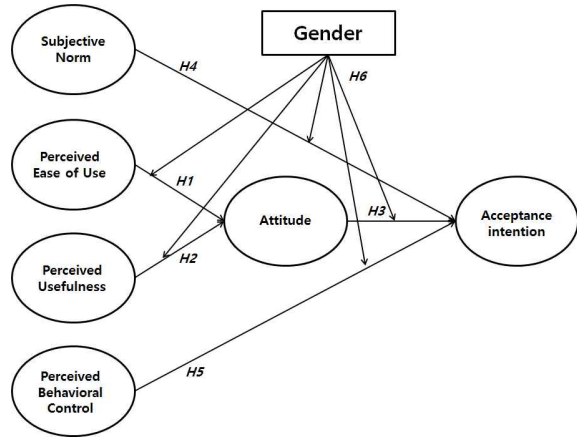 Gender
Subjective
Norm
H4
H6
Perceived
Ease of Use
H1
Attitude
H3
Acceptance
intention
Perceived
Usefulness
H2
Perceived
Behavioral
Control
H5